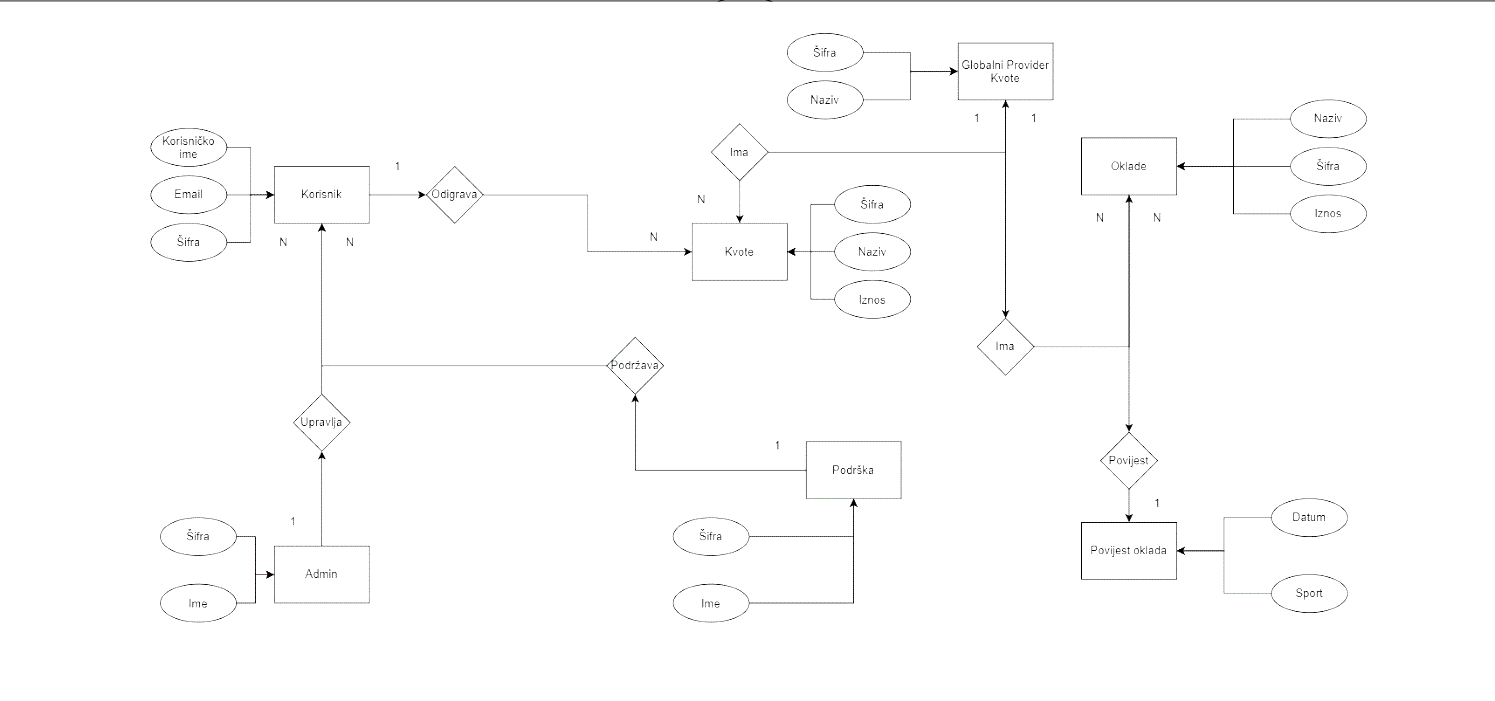 Šifra
Globalni Provider
Kvote
Naziv
1
1
Naziv
Korisničko
ime
Ima
Oklade
Šifra
1
Korisnik
Odigrava
Email
N
Šifra
Iznos
N
N
Šifra
N
N
N
Kvote
Naziv
Iznos
Ima
Podržava
Upravlja
1
Podrška
Povijest
1
Datum
1
Šifra
Šifra
Povijest oklada
Admin
Ime
Ime
Sport